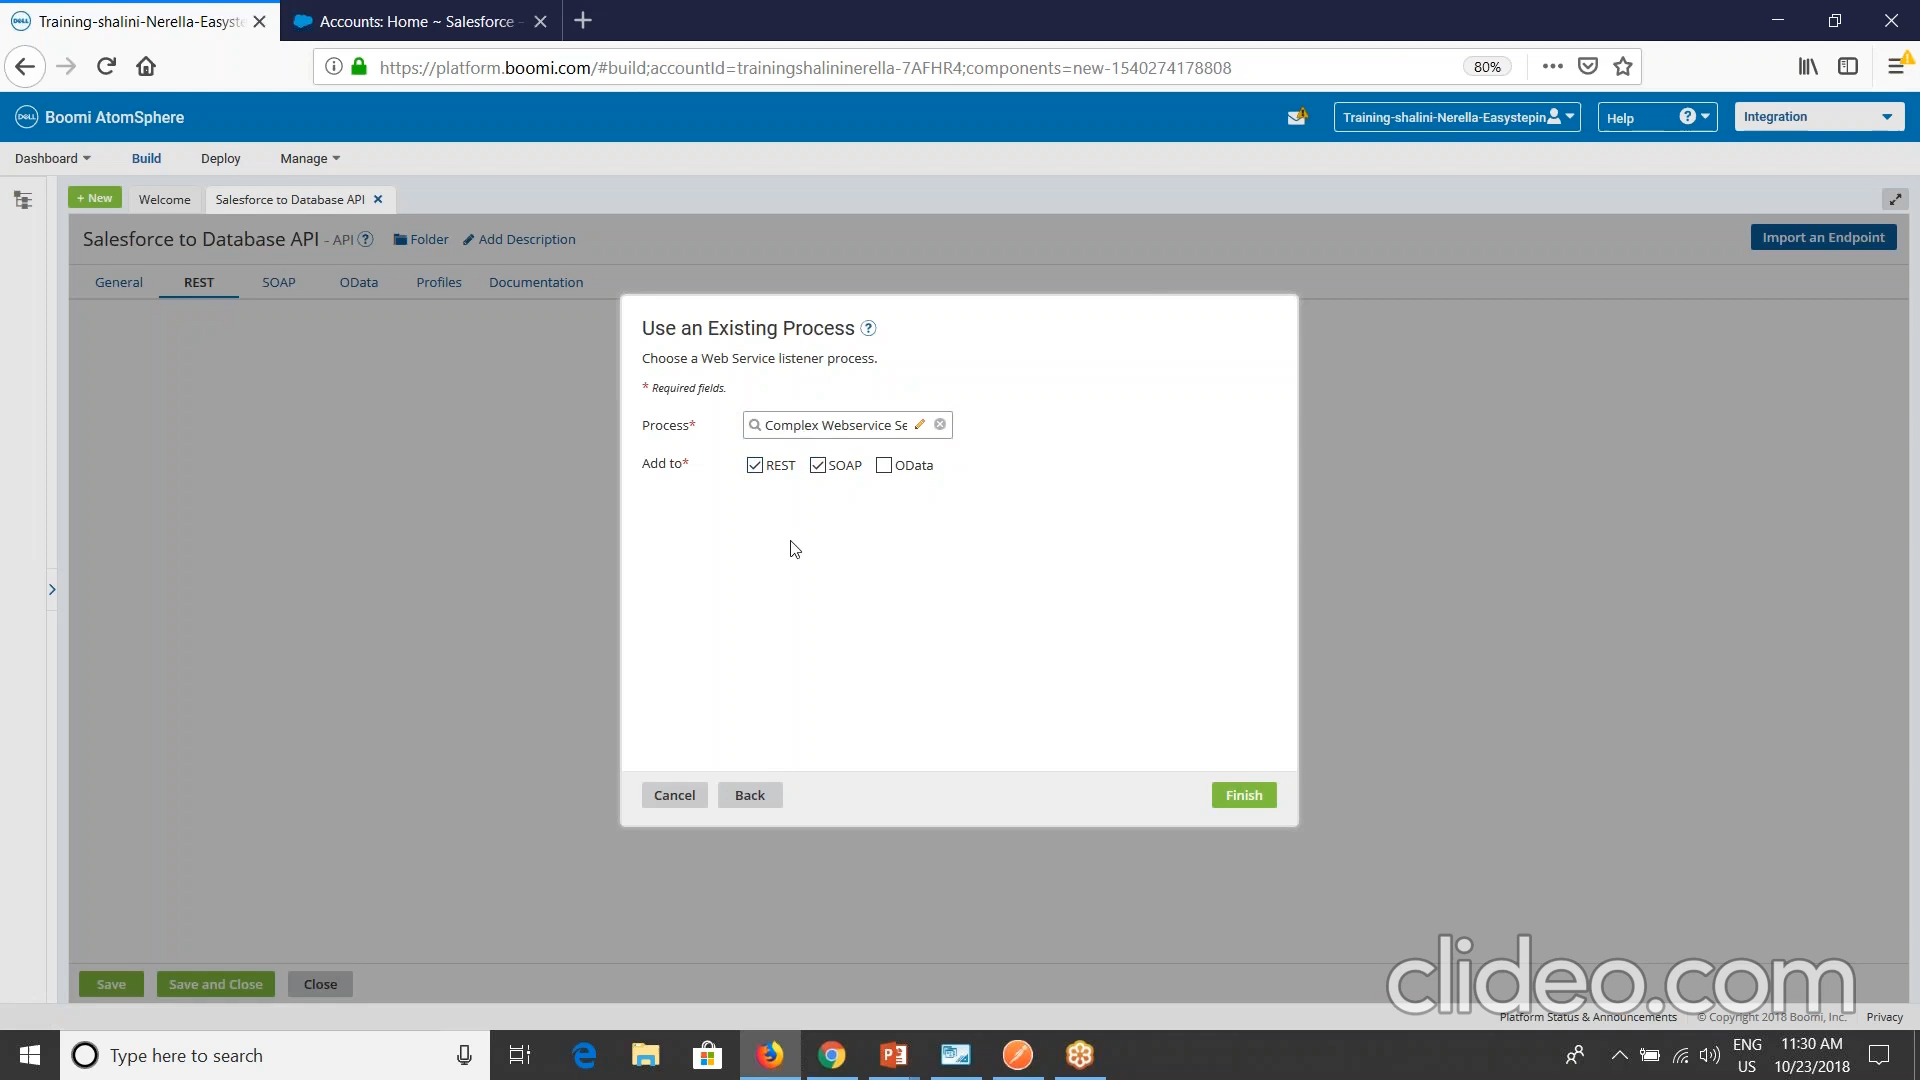 Training-shalini-Nerella-Easyste
Accounts: Home ~ Salesforce -
https://platform.boomi.com/#build;accountId=trainingshalininerella-7AFHR4;components=new-1540274178808
80%
DELL Boomi AtomSphere
Training-shalini-Nerella-Easystepin
Help
Integration
Dashboard Build Deploy Manage
+ New Welcome Salesforce to Database API
Salesforce to Database API - API Folder Add Description
Import an Endpoint
General REST SOAP OData Profiles Documentation
Use an Existing Process
Choose a Web Service listener process.
* Required fields.
Process* Complex Webservice Se
Add to* REST SOAP OData
Cancel Back Finish
Save Save and Close Close
clideo.com
Platform Status & Announcements © Copyright 2018 Boomi, Inc. Privacy
Type here to search
ENG
US
11:30 AM
10/23/2018